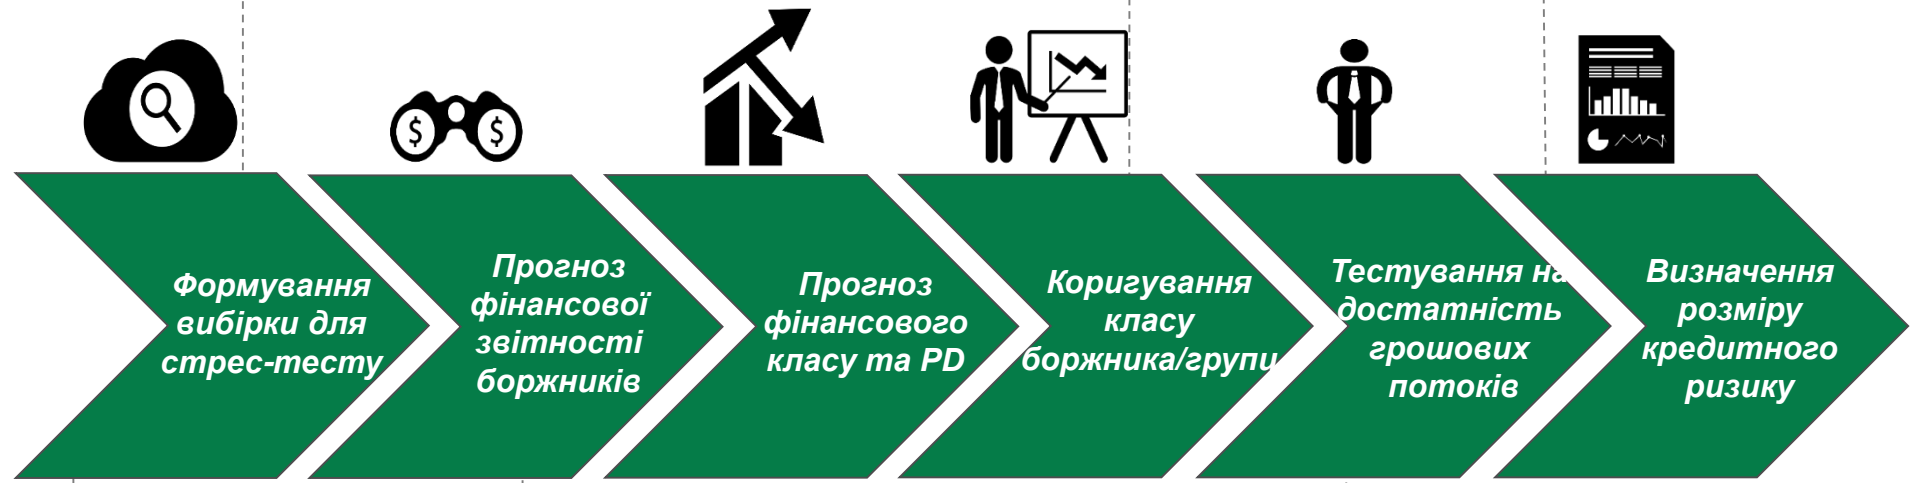 Формування
вибірки для
стрес-тесту
Прогноз
фінансової
звітності
боржників
Прогноз
фінансового
класу та PD
Коригування
класу
боржника/групи
Тестування на
достатність
грошових
потоків
Визначення
розміру
кредитного
ризику